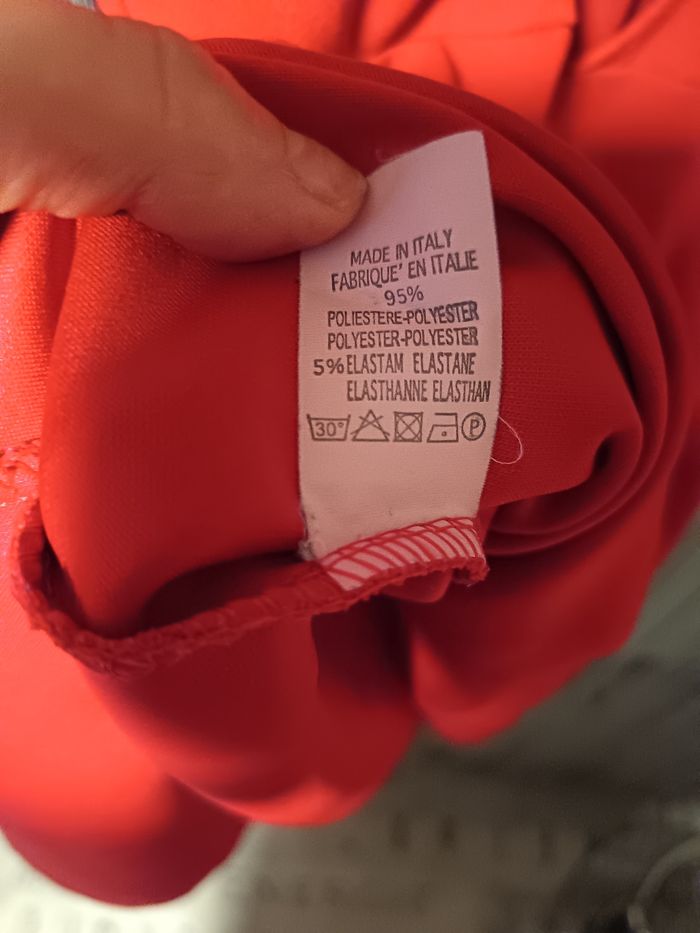 MADE IN ITALY
FABRIQUE' EN ITALIE
95%
POLIESTERE-POLYESTER
POLYESTER-POLYESTER
5% ELASTAM ELASTANE
ELASTHANNE ELASTHAN
30° P